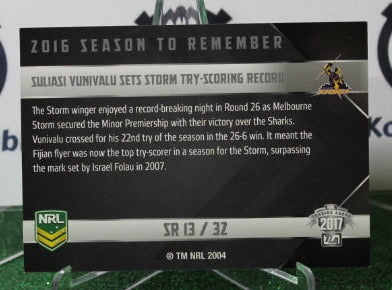 2016 SEASON TO REMEMBER
SULIASI VUNIVALU SETS STORM TRY-SCORING RECORD
The Storm winger enjoyed a record-breaking night in Round 26 as Melbourne
Storm secured the Minor Premiership with their victory over the Sharks.
Vunivalu crossed for his 22nd try of the season in the 26-6 win. It meant the
Fijian flyer was now the top try-scorer in a season for the Storm, surpassing
the mark set by Israel Folau in 2007.
NRL
SR 13 / 32
2017
® TM NRL 2004